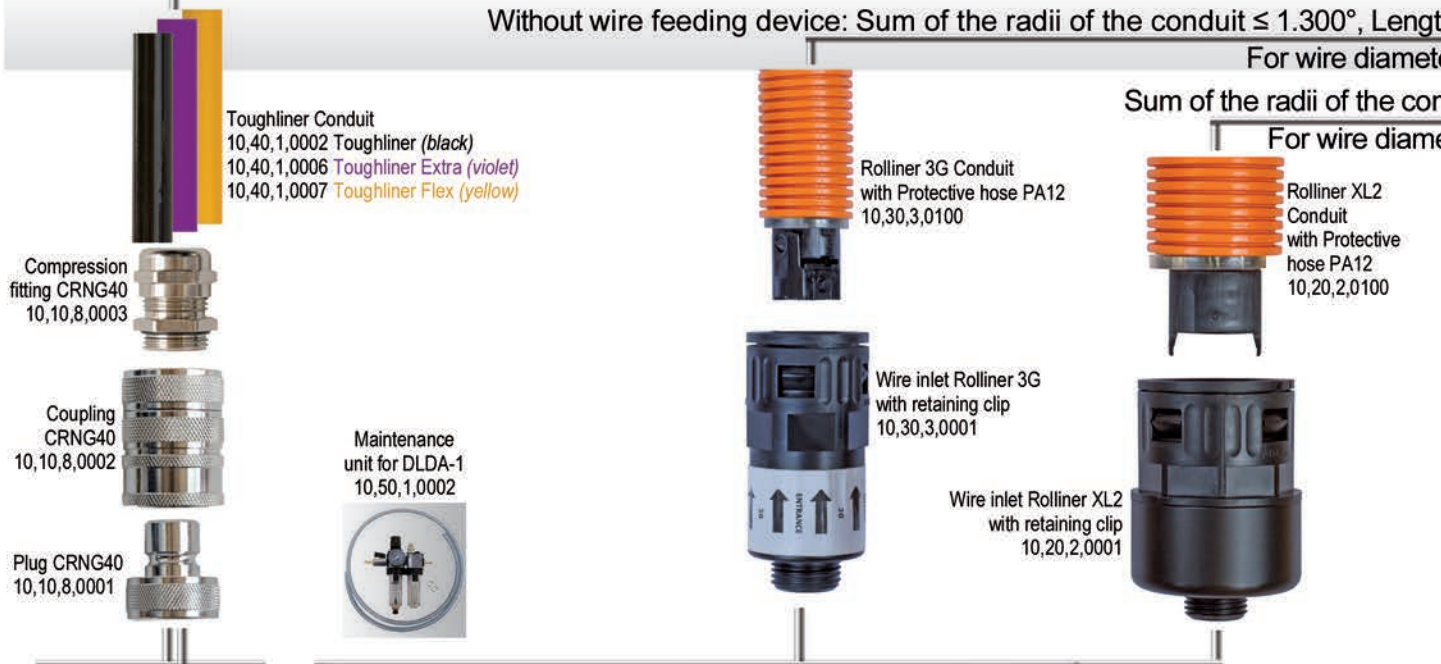 Without wire feeding device: Sum of the radii of the conduit ≤ 1.300°, Lengt
For wire diamete
Sum of the radii of the con
For wire diame
Toughliner Conduit
10,40,1,0002 Toughliner (black)
10,40,1,0006 Toughliner Extra (violet)
10,40,1,0007 Toughliner Flex (yellow)
Compression
fitting CRNG40
10,10,8,0003
Coupling
CRNG40
10,10,8,0002
Plug CRNG40
10,10,8,0001
Maintenance
unit for DLDA-1
10,50,1,0002
Rolliner 3G Conduit
with Protective hose PA12
10,30,3,0100
Wire inlet Rolliner 3G
with retaining clip
10,30,3,0001
3G
ENTRANCE
3G
Rolliner XL2
Conduit
with Protective
hose PA12
10,20,2,0100
Wire inlet Rolliner XL2
with retaining clip
10,20,2,0001